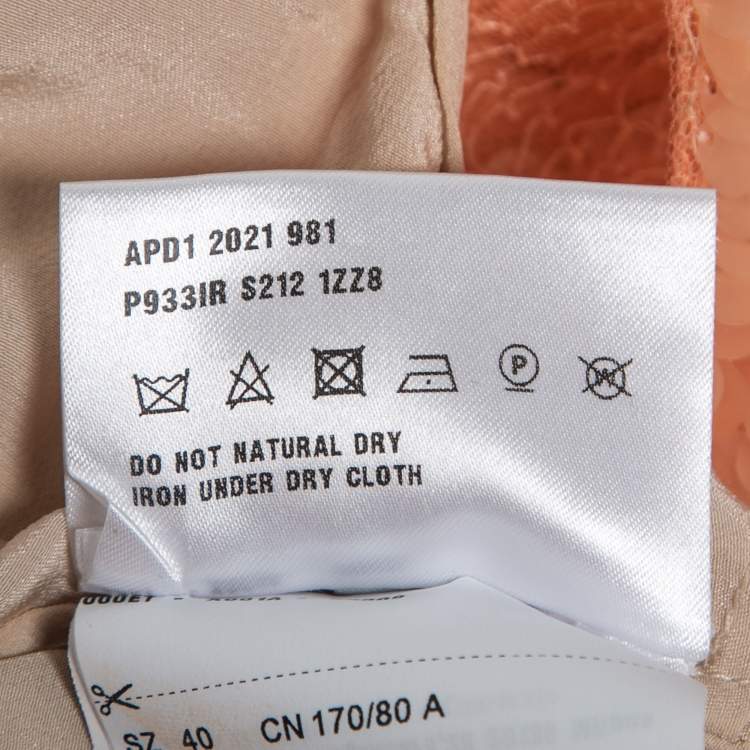 APD1 2021 981
P933IR S212 1ZZ8
P W
DO NOT NATURAL DRY
IRON UNDER DRY CLOTH
SZ 40 CN 170/80 A